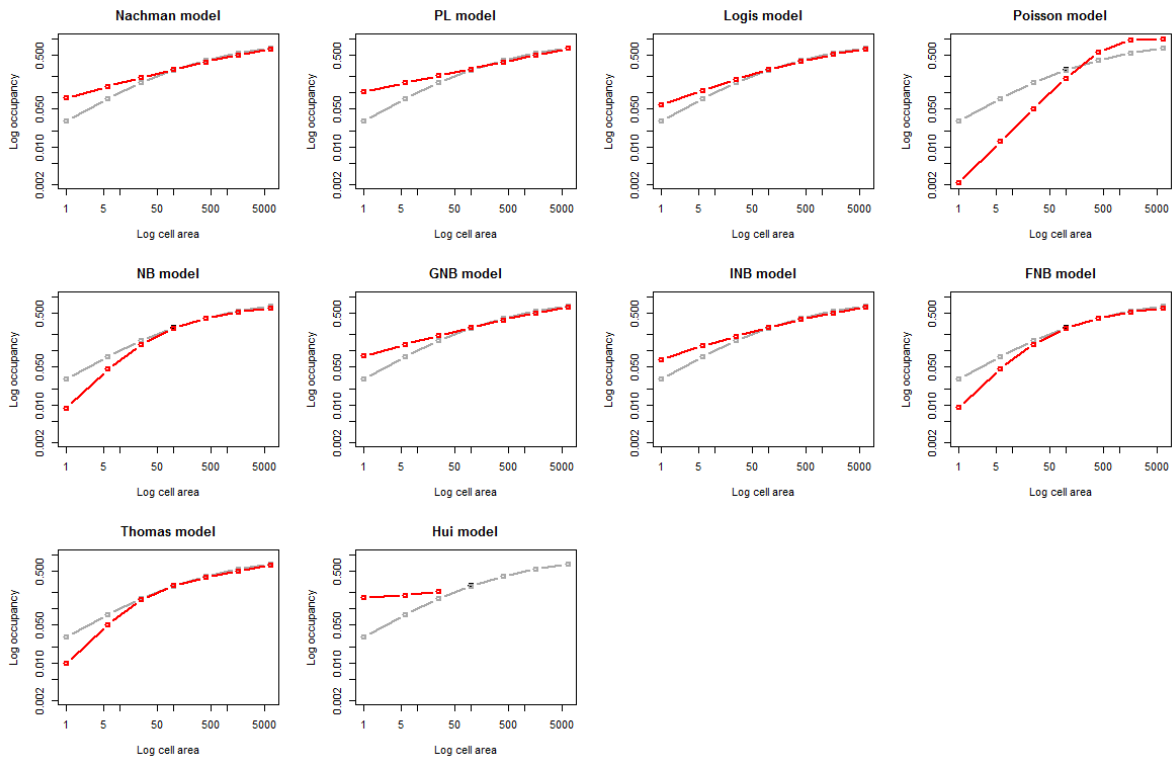 Nachman model
PL model
Logis model
Poisson model
Log occupancy
0.002 0.010 0.050 0.500
1 5 50 500 5000
Log cell area
Log occupancy
0.002 0.010 0.050 0.500
1 5 50 500 5000
Log cell area
Log occupancy
0.002 0.010 0.050 0.500
1 5 50 500 5000
Log cell area
Log occupancy
0.002 0.010 0.050 0.500
1 5 50 500 5000
Log cell area
NB model
GNB model
INB model
FNB model
Log occupancy
0.002 0.010 0.050 0.500
1 5 50 500 5000
Log cell area
Log occupancy
0.002 0.010 0.050 0.500
1 5 50 500 5000
Log cell area
Log occupancy
0.002 0.010 0.050 0.500
1 5 50 500 5000
Log cell area
Log occupancy
0.002 0.010 0.050 0.500
1 5 50 500 5000
Log cell area
Thomas model
Hui model
Log occupancy
0.002 0.010 0.050 0.500
1 5 50 500 5000
Log cell area
Log occupancy
0.002 0.010 0.050 0.500
1 5 50 500 5000
Log cell area